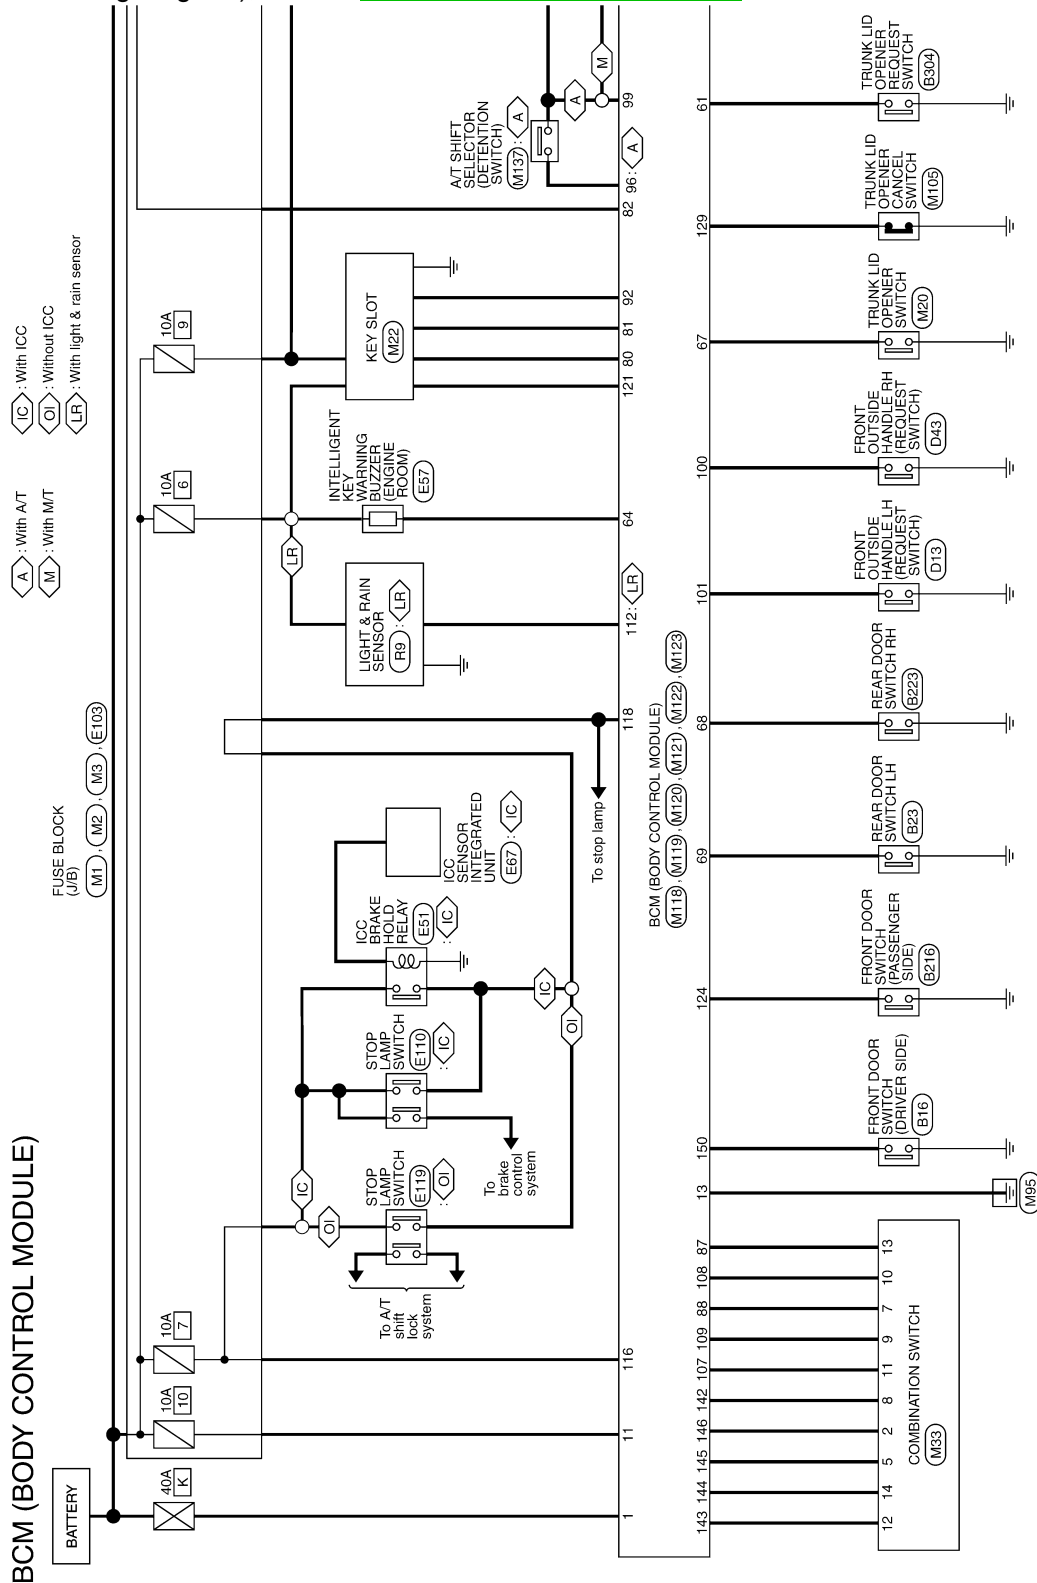 BCM (BODY CONTROL MODULE)
BATTERY
40A
K
10A
10
10A
7
10A
6
10A
9
FUSE BLOCK
(J/B)
M1 , M2 , M3 , E103
A : With A/T
M : With M/T
IC : With ICC
OI : Without ICC
LR : With light & rain sensor
IC
OI
STOP
LAMP
SWITCH
E119
: OI
To A/T
shift
lock
system
STOP
LAMP
SWITCH
E110
: IC
To
brake
control
system
ICC
BRAKE
HOLD
RELAY
E51
: IC
ICC
SENSOR
INTEGRATED
UNIT
E67 : IC
IC
OI
To stop lamp
LIGHT & RAIN
SENSOR
R9 : LR
LR
INTELLIGENT
KEY
WARNING
BUZZER
(ENGINE
ROOM)
E57
KEY SLOT
M22
A/T SHIFT
SELECTOR
(DETENTION
SWITCH)
M137 : A
A
M
1
11
116
118
112 : LR
64
121
80
81
92
82
96 : A
99
BCM (BODY CONTROL MODULE)
M118 , M119 , M120 , M121 , M122 , M123
143
144
145
146
142
107
109
88
108
87
13
150
124
69
68
101
100
67
129
61
12
14
5
2
8
11
9
7
10
13
COMBINATION SWITCH
M33
M95
FRONT DOOR
SWITCH
(DRIVER SIDE)
B16
FRONT DOOR
SWITCH
(PASSENGER
SIDE)
B216
REAR DOOR
SWITCH LH
B23
REAR DOOR
SWITCH RH
B223
FRONT
OUTSIDE
HANDLE LH
(REQUEST
SWITCH)
D13
FRONT
OUTSIDE
HANDLE RH
(REQUEST
SWITCH)
D43
TRUNK LID
OPENER
SWITCH
M20
TRUNK LID
OPENER
CANCEL
SWITCH
M105
TRUNK LID
OPENER
REQUEST
SWITCH
B304